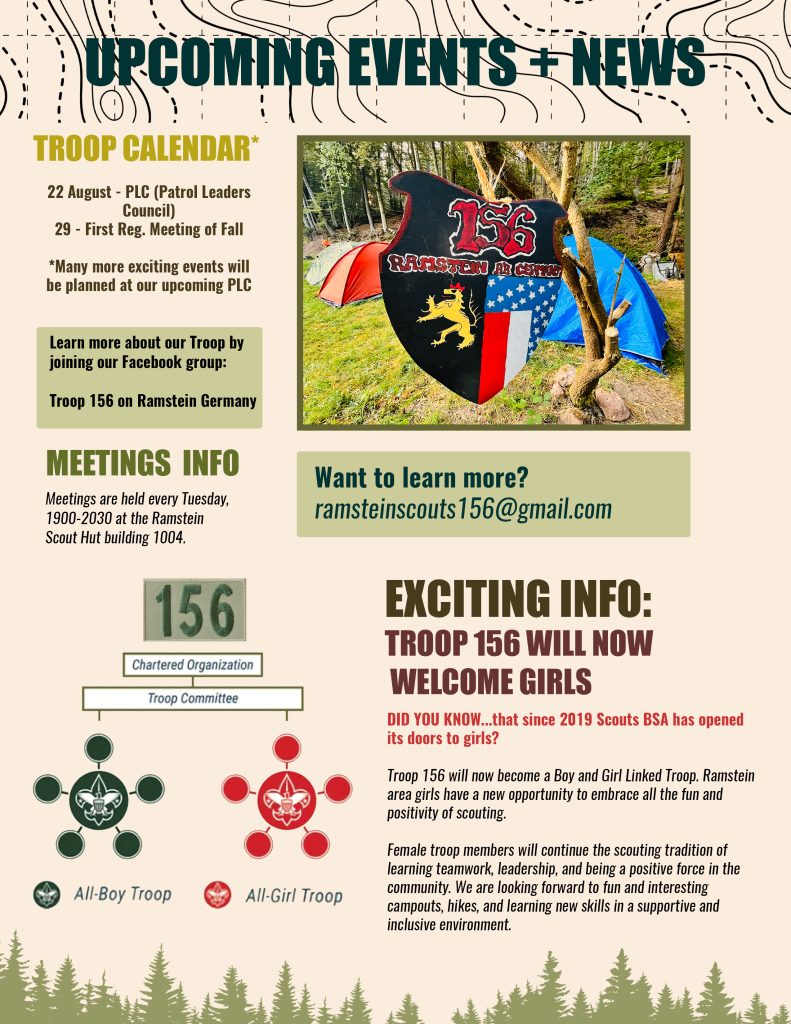 UPCOMING EVENTS + NEWS
TROOP CALENDAR*
22 August - PLC (Patrol Leaders
Council)
29 - First Reg. Meeting of Fall
*Many more exciting events will
be planned at our upcoming PLC
Learn more about our Troop by
joining our Facebook group:
Troop 156 on Ramstein Germany
156
RAMSTEIN AB GERMANY
MEETINGS INFO
Meetings are held every Tuesday,
1900-2030 at the Ramstein
Scout Hut building 1004.
Want to learn more?
ramsteinscouts156@gmail.com
156
Chartered Organization
Troop Committee
All-Boy Troop
All-Girl Troop
EXCITING INFO:
TROOP 156 WILL NOW
WELCOME GIRLS
DID YOU KNOW...that since 2019 Scouts BSA has opened
its doors to girls?
Troop 156 will now become a Boy and Girl Linked Troop. Ramstein
area girls have a new opportunity to embrace all the fun and
positivity of scouting.
Female troop members will continue the scouting tradition of
learning teamwork, leadership, and being a positive force in the
community. We are looking forward to fun and interesting
campouts, hikes, and learning new skills in a supportive and
inclusive environment.